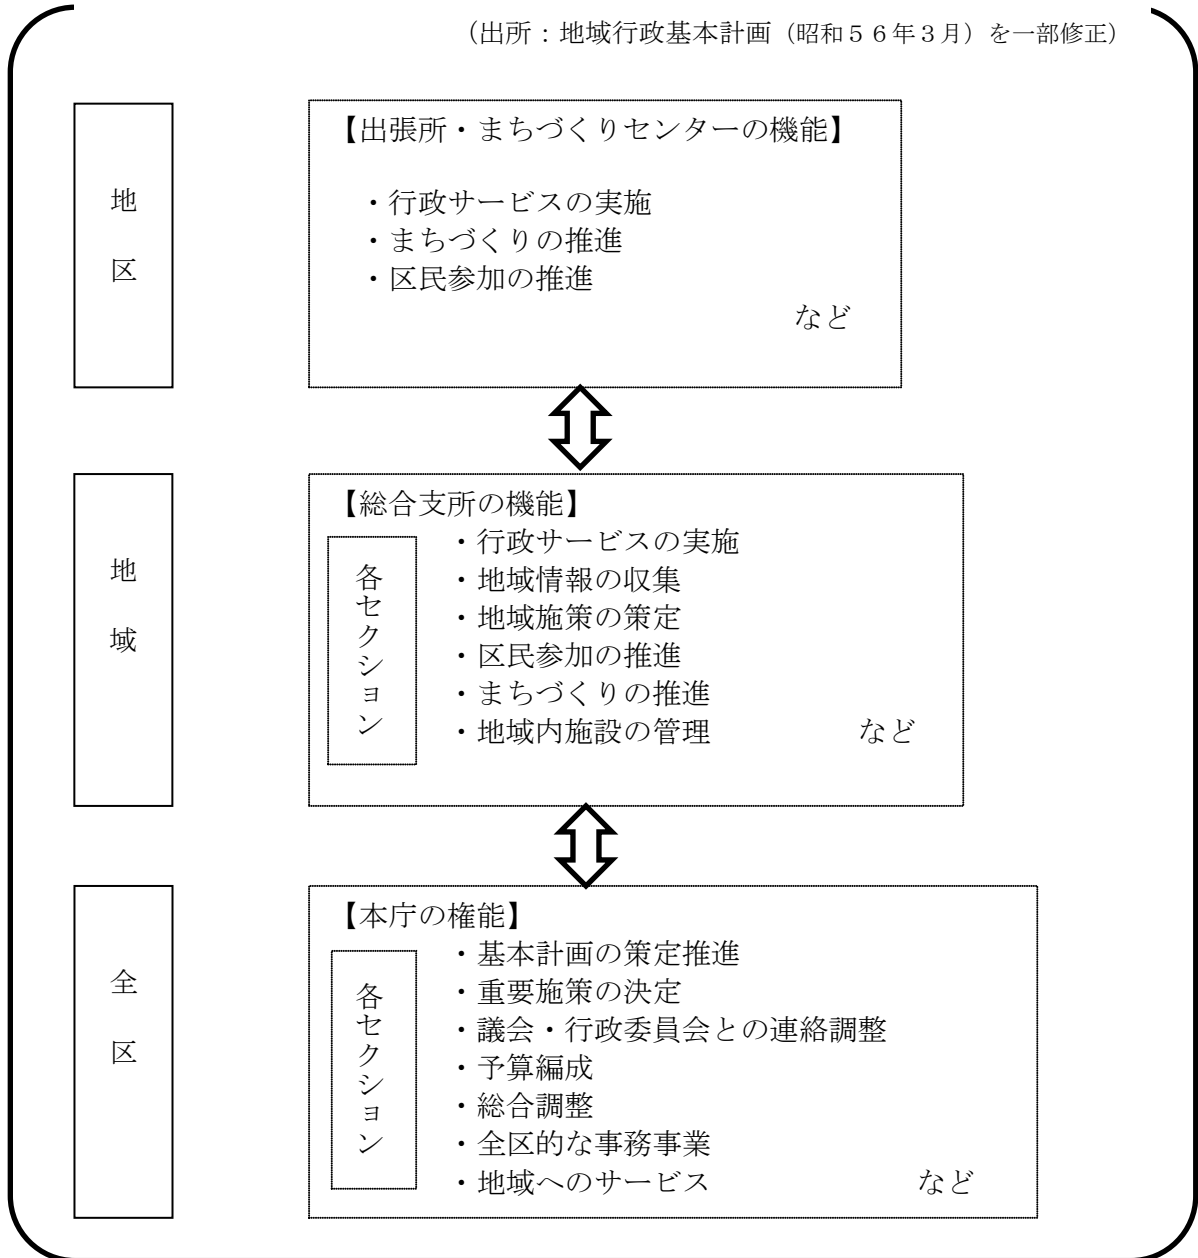 （出所：地域行政基本計画（昭和５６年３月）を一部修正）
地区
【出張所・まちづくりセンターの機能】
・行政サービスの実施
・まちづくりの推進
・区民参加の推進
など
地域
【総合支所の機能】
各セクション
・行政サービスの実施
・地域情報の収集
・地域施策の策定
・区民参加の推進
・まちづくりの推進
・地域内施設の管理　など
全区
【本庁の権能】
各セクション
・基本計画の策定推進
・重要施策の決定
・議会・行政委員会との連絡調整
・予算編成
・総合調整
・全区的な事務事業
・地域へのサービス　など